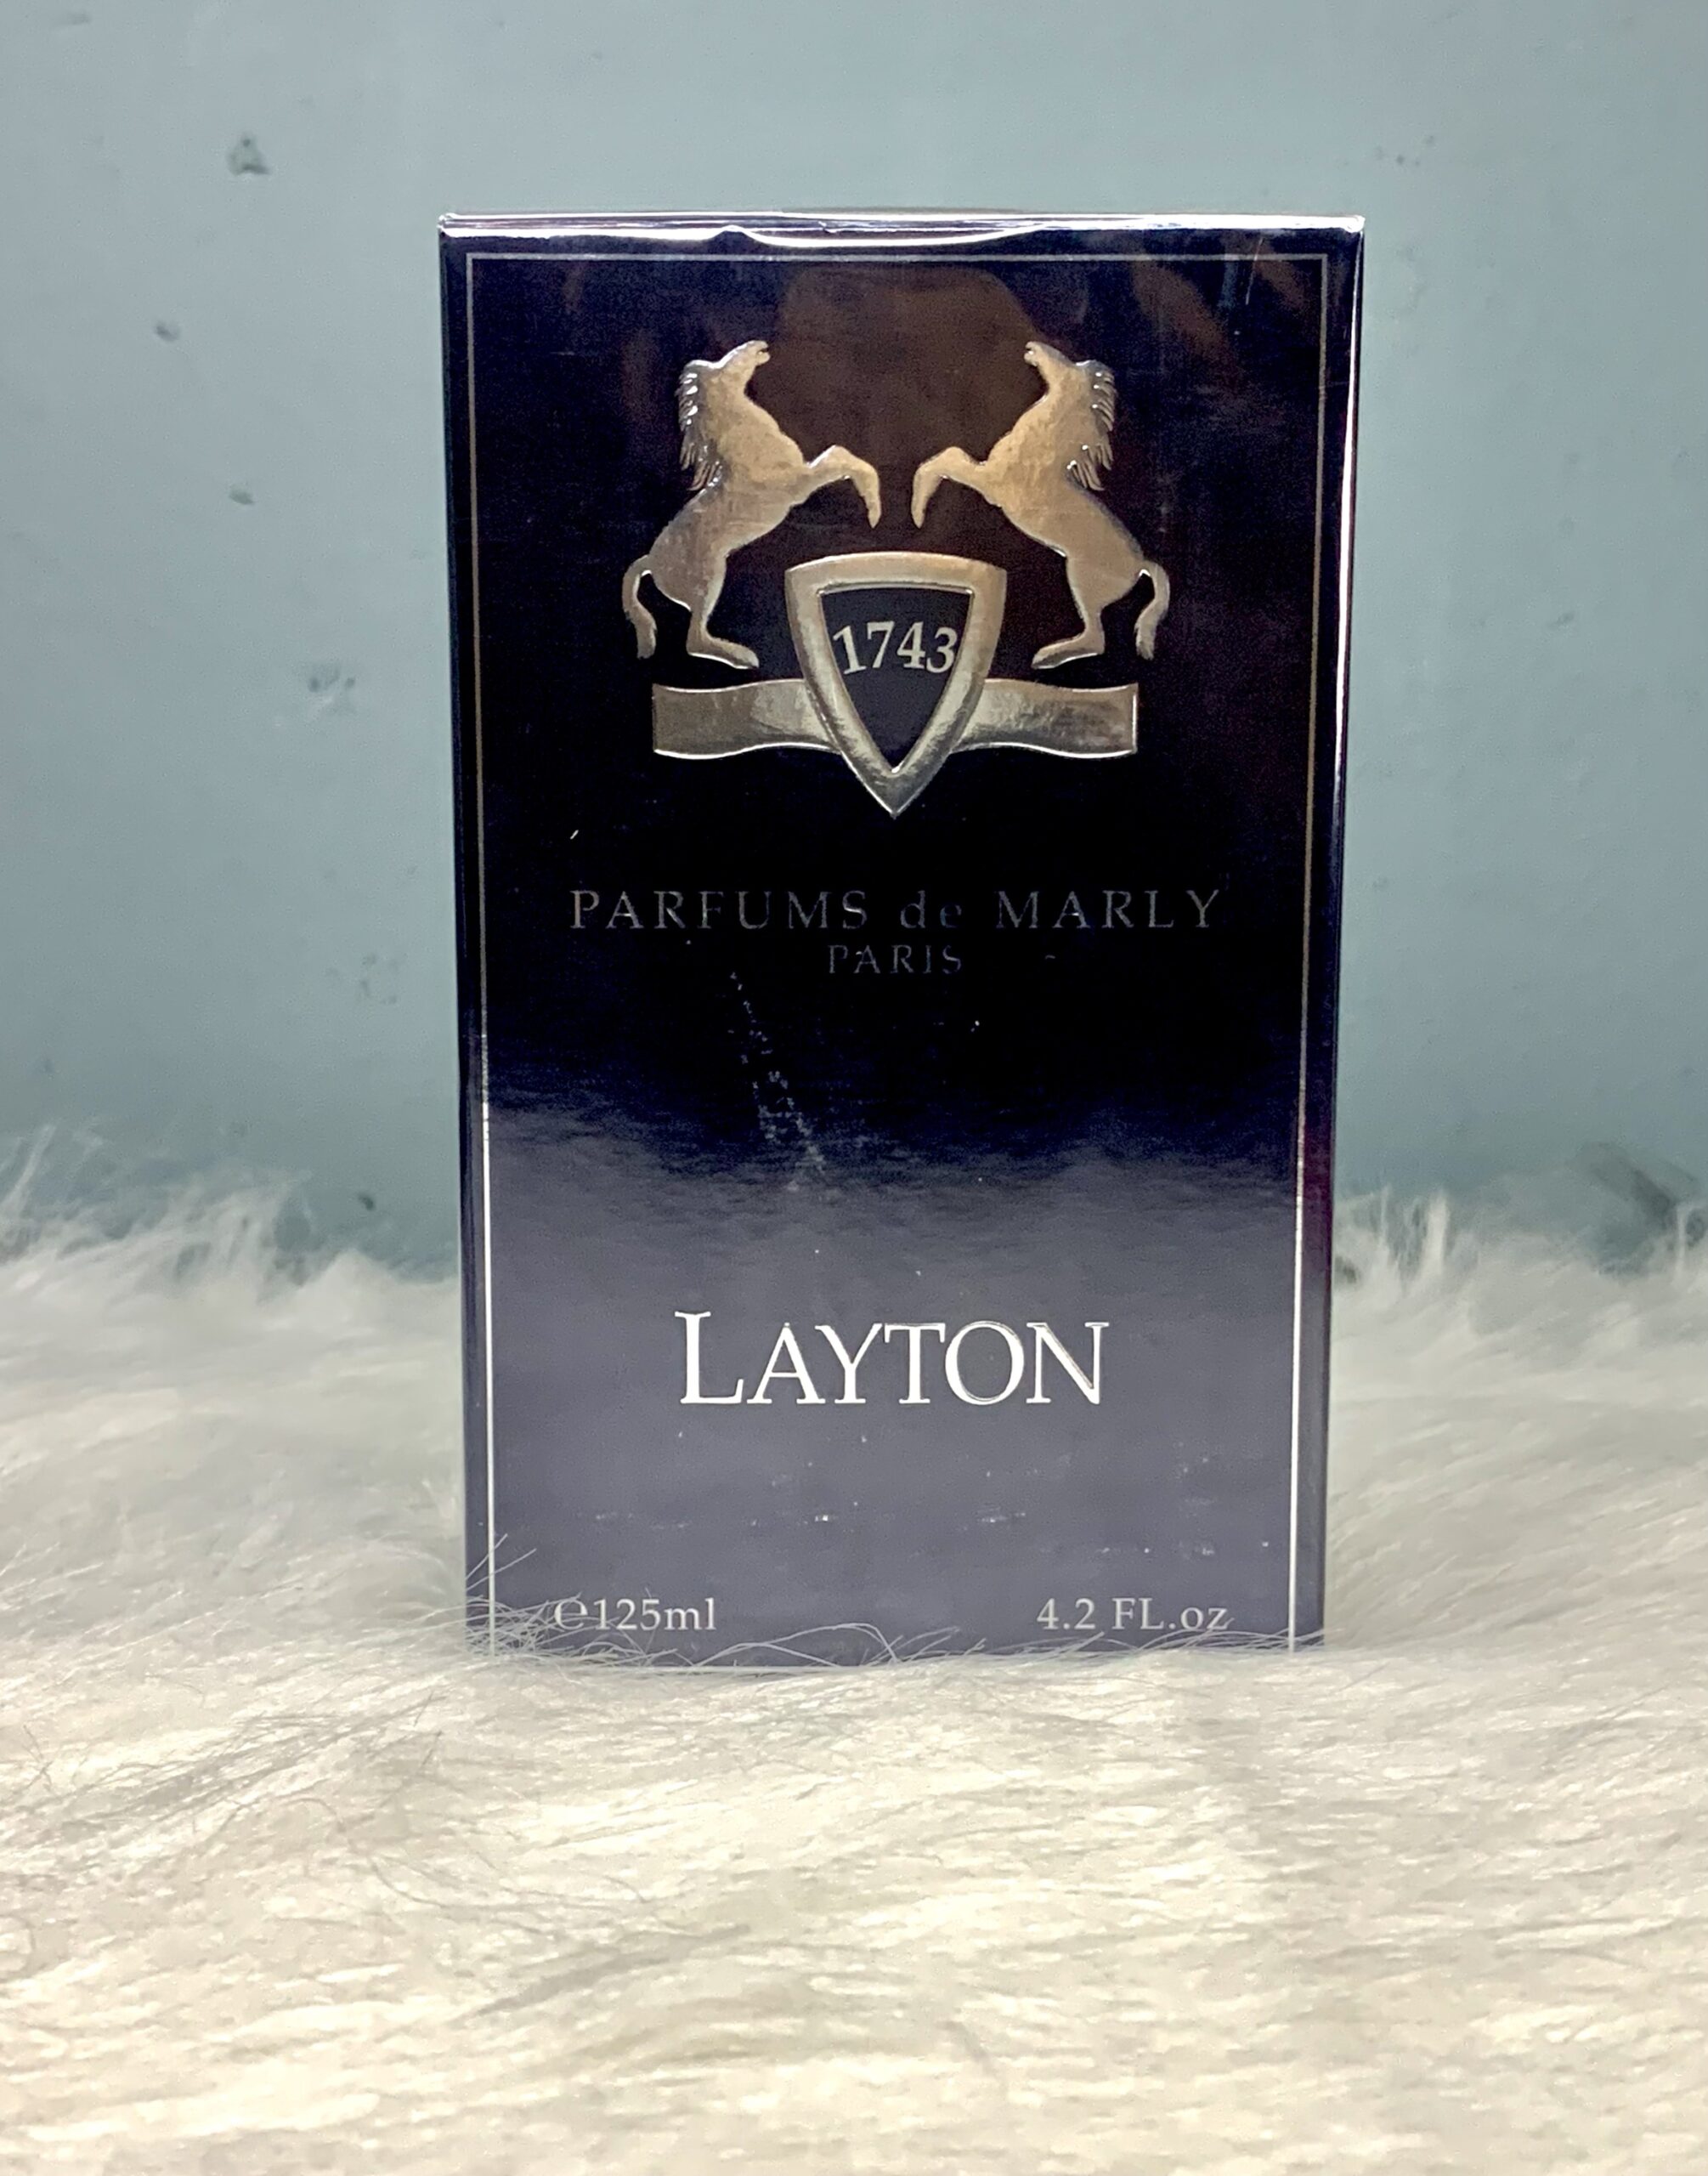 1743
PARFUMS de MARLY
PARIS
LAYTON
℮125ml 4.2 FL.oz